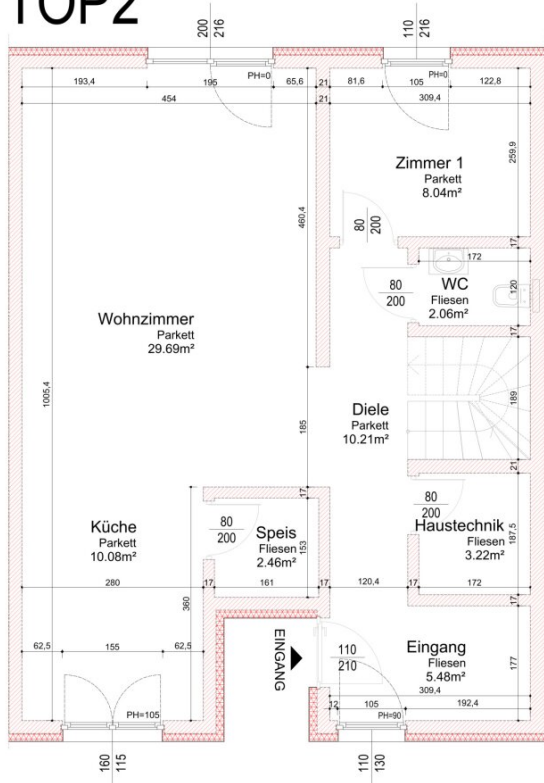 TOP2
200
216
110
216
193,4
195
65,6
21
81,6
105
122,8
PH=0
PH=0
454
21
309,4
259,9
Zimmer 1
Parkett
8.04m²
460,4
80
200
17
172
WC
Fliesen
2.06m²
120
80
200
17
Wohnzimmer
Parkett
29.69m²
1005,4
189
Diele
Parkett
10.21m²
185
21
17
80
200
Haustechnik
Fliesen
3.22m²
187,5
Küche
Parkett
10.08m²
80
200
Speis
Fliesen
2.46m²
153
280
17
161
17
120,4
17
172
360
17
62,5
155
62,5
EINGANG
110
210
Eingang
Fliesen
5.48m²
177
309,4
12
105
192,4
PH=105
PH=90
160
115
110
130